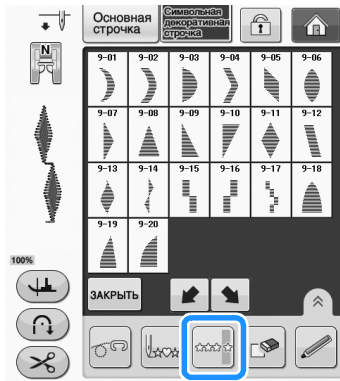 Основная
строчка
Символьная
декоративная
строчка
N
9-01 9-02 9-03 9-04 9-05 9-06
9-07 9-08 9-09 9-10 9-11 9-12
9-13 9-14 9-15 9-16 9-17 9-18
9-19 9-20
100%
ЗАКРЫТЬ